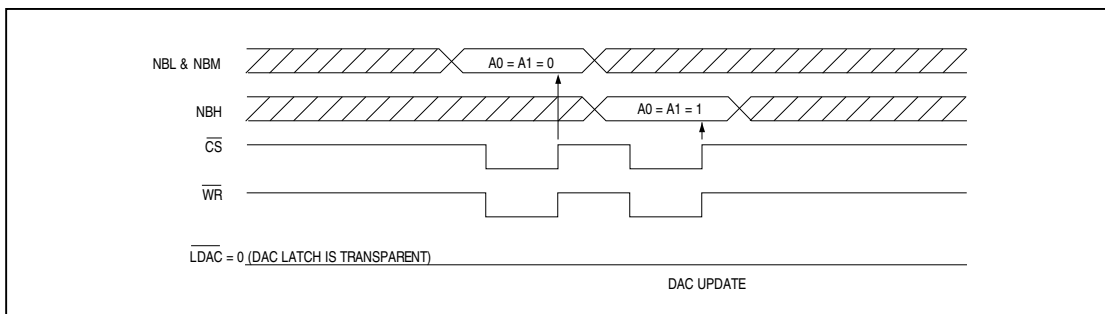 NBL & NBM
A0 = A1 = 0
NBH
A0 = A1 = 1
CS
WR
LDAC = 0 (DAC LATCH IS TRANSPARENT)
DAC UPDATE